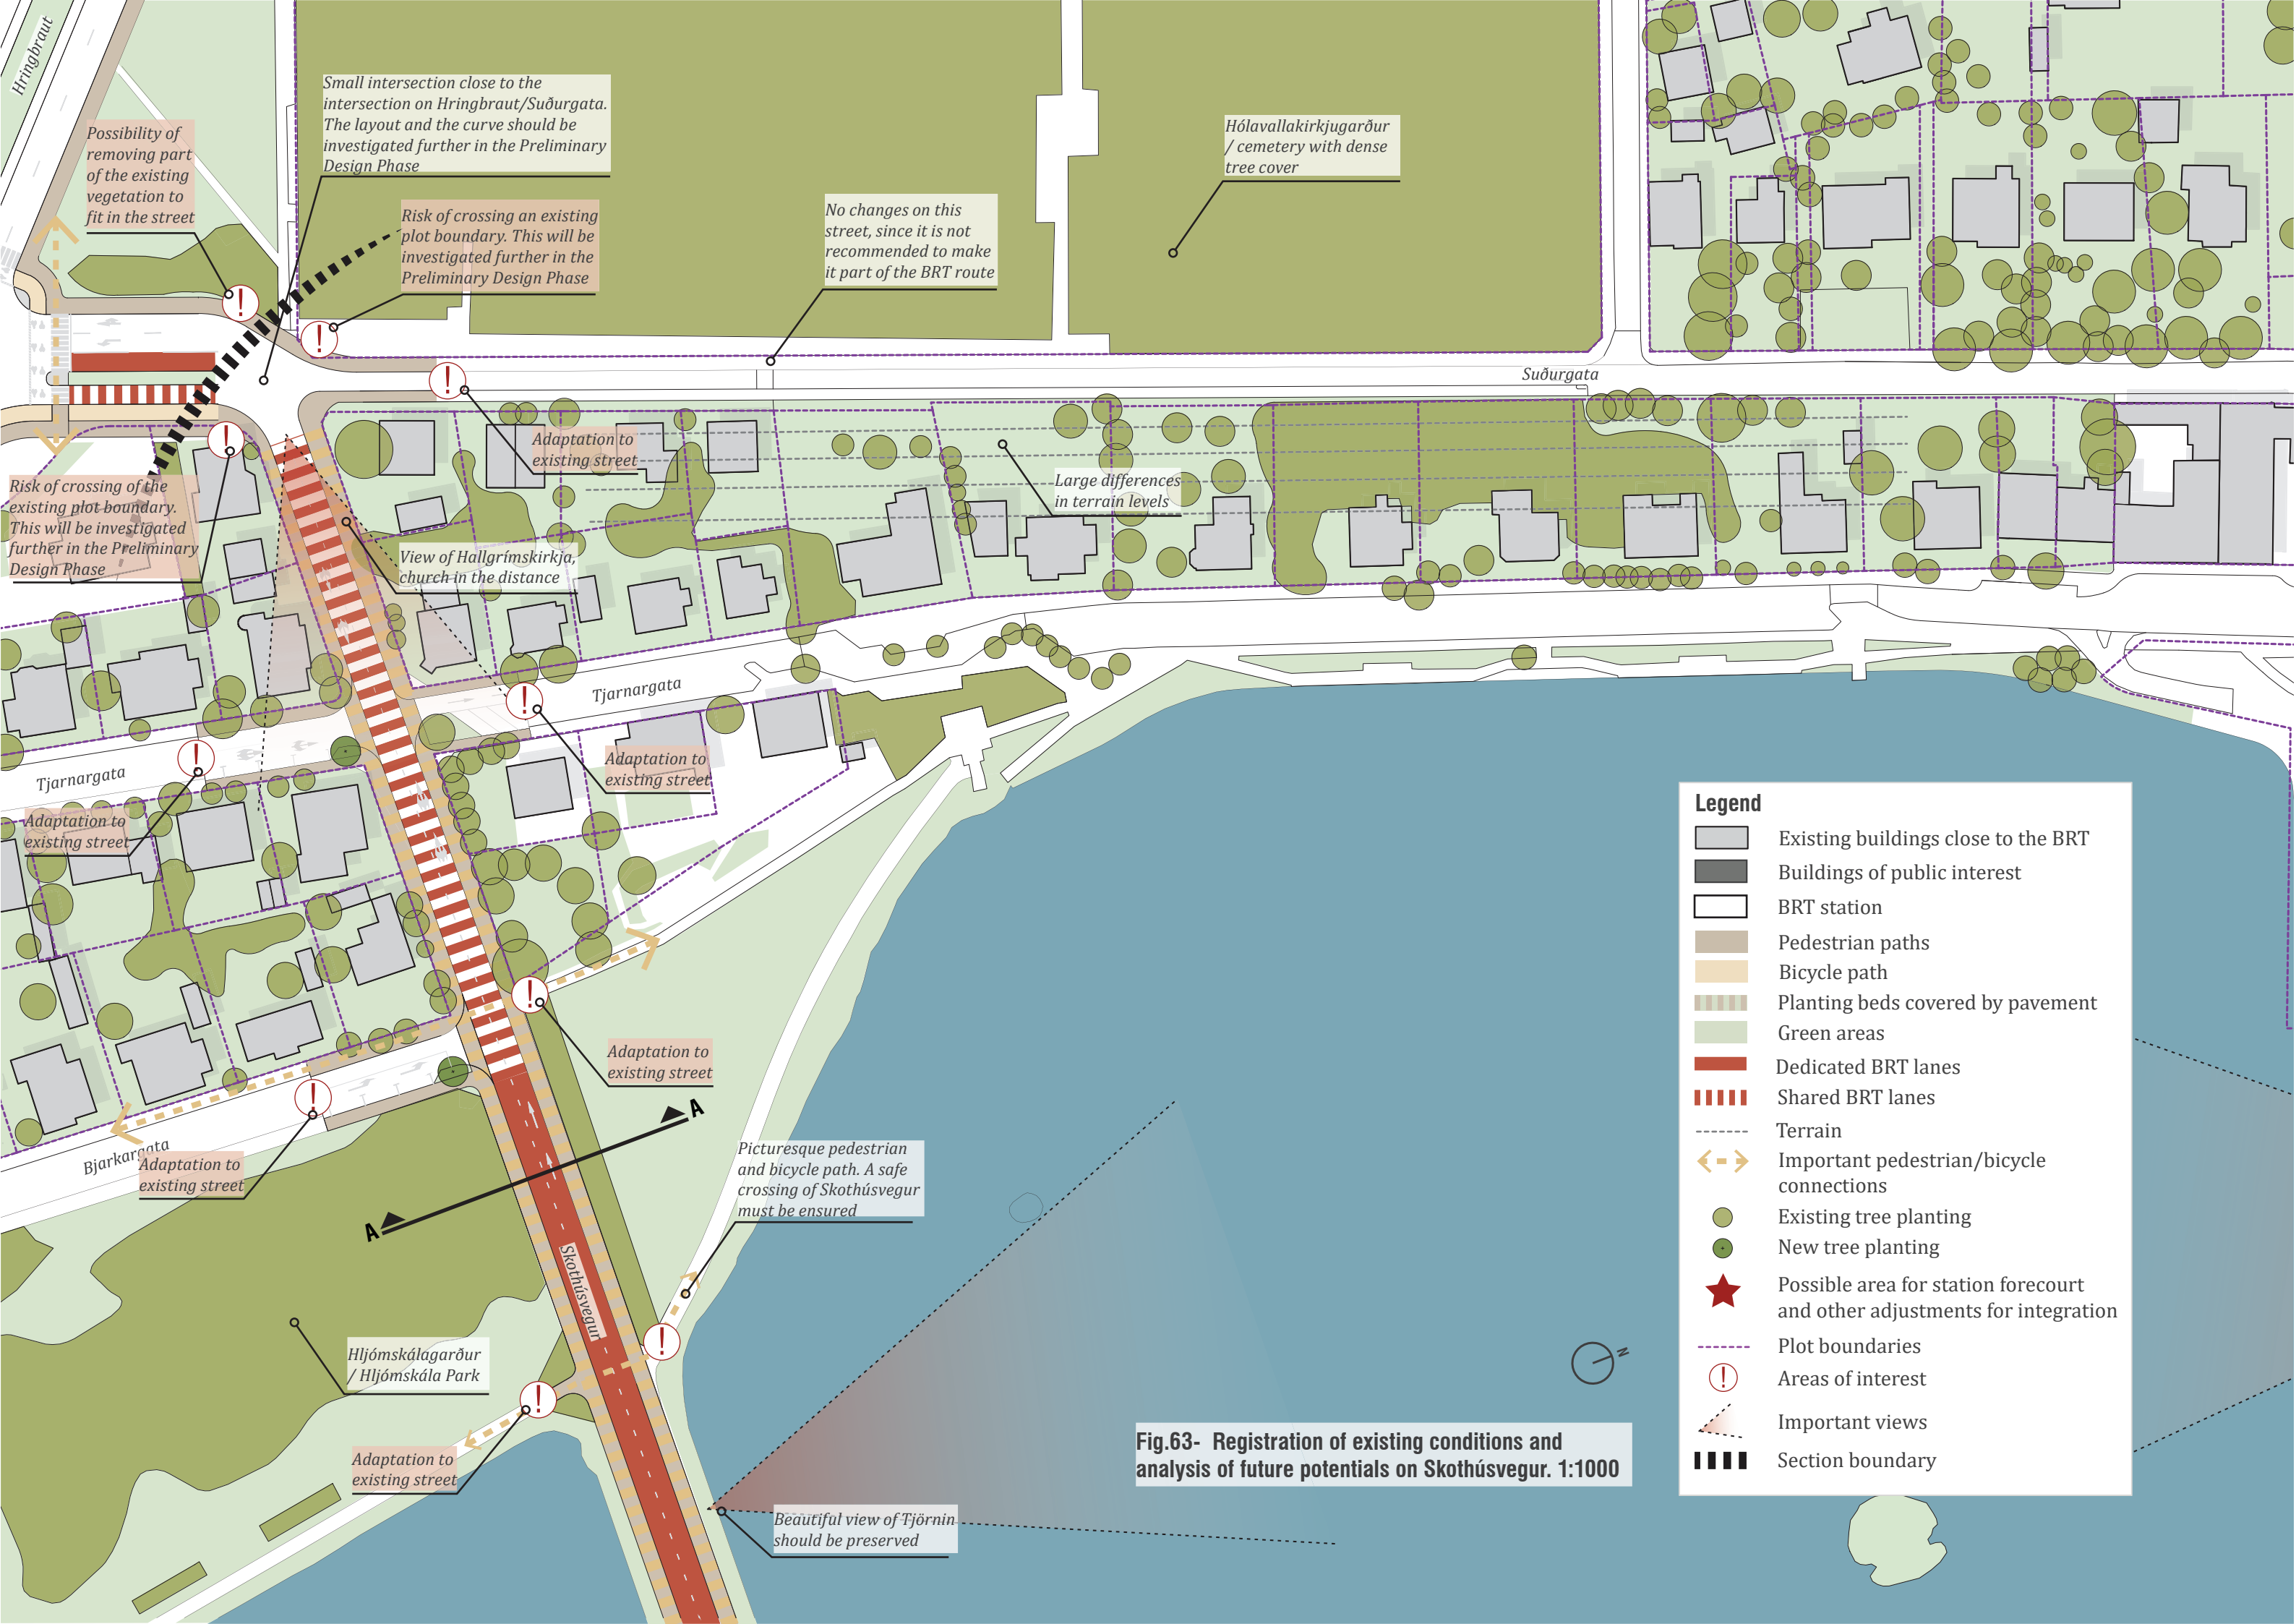 Hringbraut
Small intersection close to the
intersection on Hringbraut/Suðurgata.
The layout and the curve should be
investigated further in the Preliminary
Design Phase
Possibility of
removing part
of the existing
vegetation to
fit in the street
Risk of crossing an existing
plot boundary. This will be
investigated further in the
Preliminary Design Phase
No changes on this
street, since it is not
recommended to make
it part of the BRT route
Hólavallakirkjugarður
/ cemetery with dense
tree cover
Suðurgata
Adaptation to
existing street
Large differences
in terrain levels
Risk of crossing of the
existing plot boundary.
This will be investigated
further in the Preliminary
Design Phase
View of Hallgrímskirkja,
church in the distance
Tjarnargata
Tjarnargata
Adaptation to
existing street
Adaptation to
existing street
Adaptation to
existing street
A
A
Bjarkargata
Adaptation to
existing street
Picturesque pedestrian
and bicycle path. A safe
crossing of Skothúsvegur
must be ensured
Skothúsvegur
Hljómskálagarður
/ Hljómskála Park
Adaptation to
existing street
Beautiful view of Tjörnin
should be preserved
N
Fig.63- Registration of existing conditions and
analysis of future potentials on Skothúsvegur. 1:1000
Legend
Existing buildings close to the BRT
Buildings of public interest
BRT station
Pedestrian paths
Bicycle path
Planting beds covered by pavement
Green areas
Dedicated BRT lanes
Shared BRT lanes
Terrain
Important pedestrian/bicycle
connections
Existing tree planting
New tree planting
Possible area for station forecourt
and other adjustments for integration
Plot boundaries
Areas of interest
Important views
Section boundary